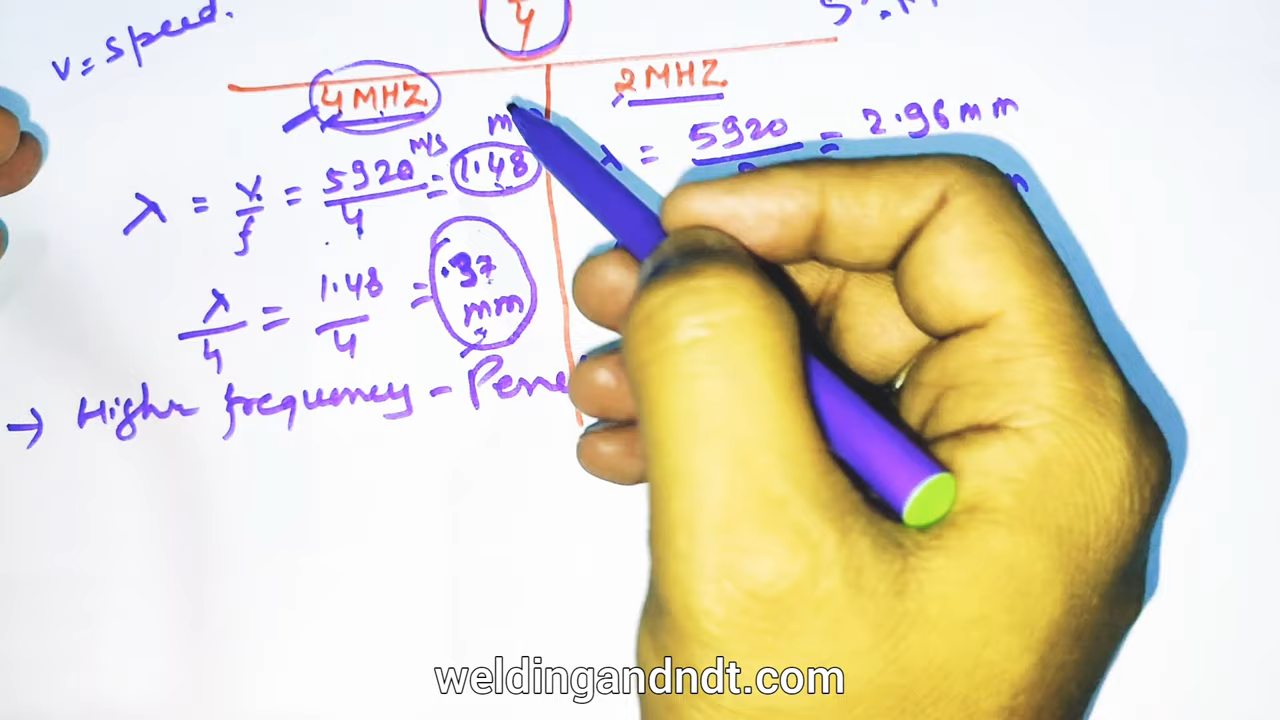 v = speed.
4
4 MHZ
2 MHZ
λ = v/f = 5920 m/s / 4 = 1.48
λ = 5920 = 2.96 mm
λ/4 = 1.48/4 = .37 mm
→ Higher frequency - Pene
weldingandndt.com